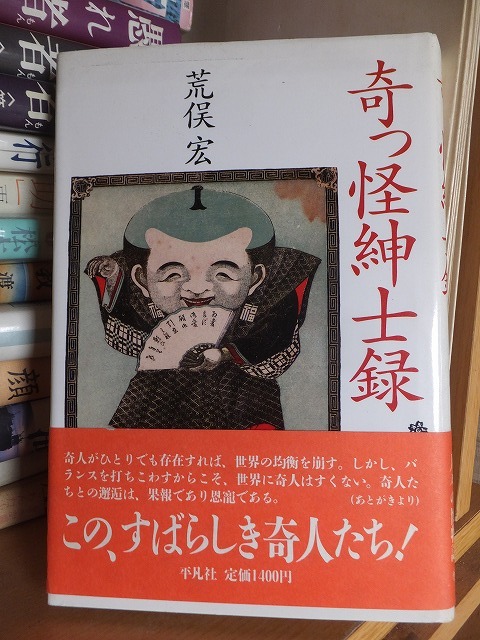 奇っ怪紳士録
荒俣宏
奇人がひとりでも存在すれば、世界の均衡を崩す。しかし、バ
ランスを打ちこわすからこそ、世界に奇人はすくない。奇人た
ちとの邂逅は、果報であり恩寵である。
(あとがきより)
この、すばらしき奇人たち!
平凡社 定価1400円
顔